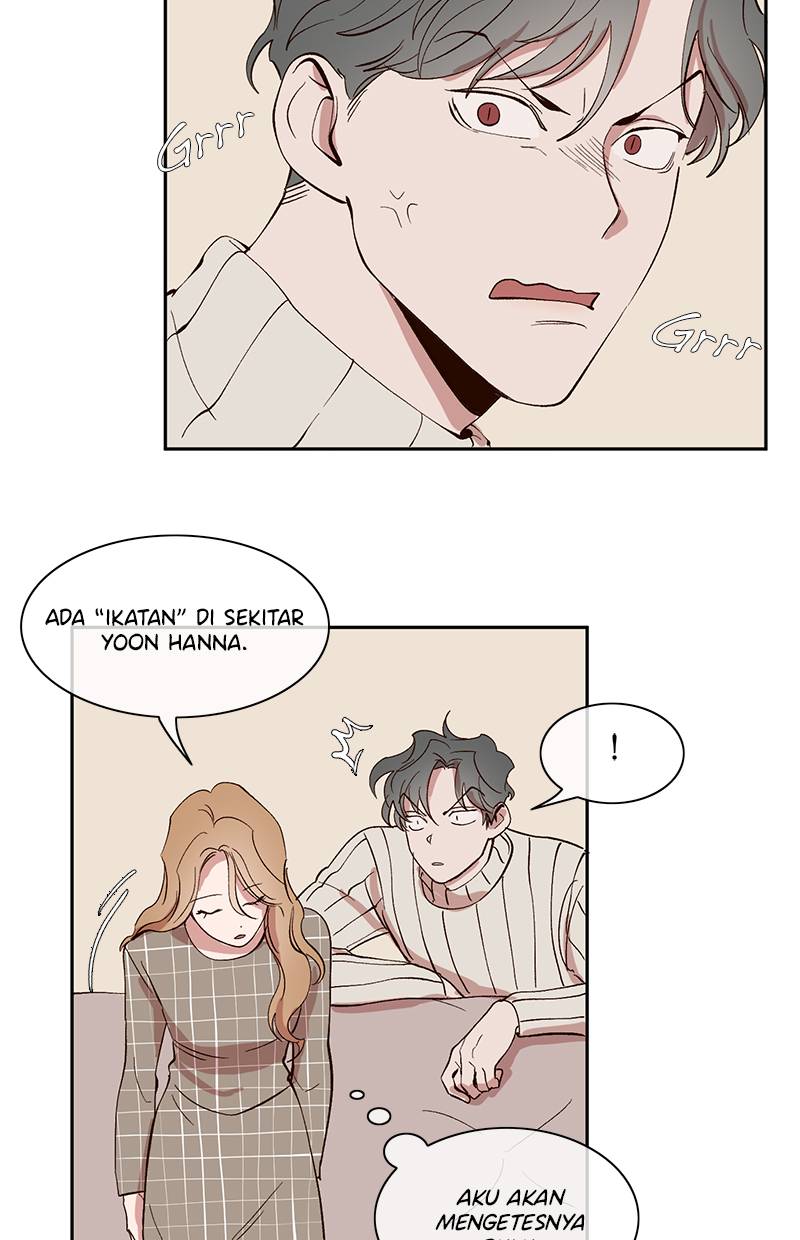 Grrr
Grrr
ADA “IKATAN” DI SEKITAR
YOON HANNA.
!
AKU AKAN
MENGETESNYA